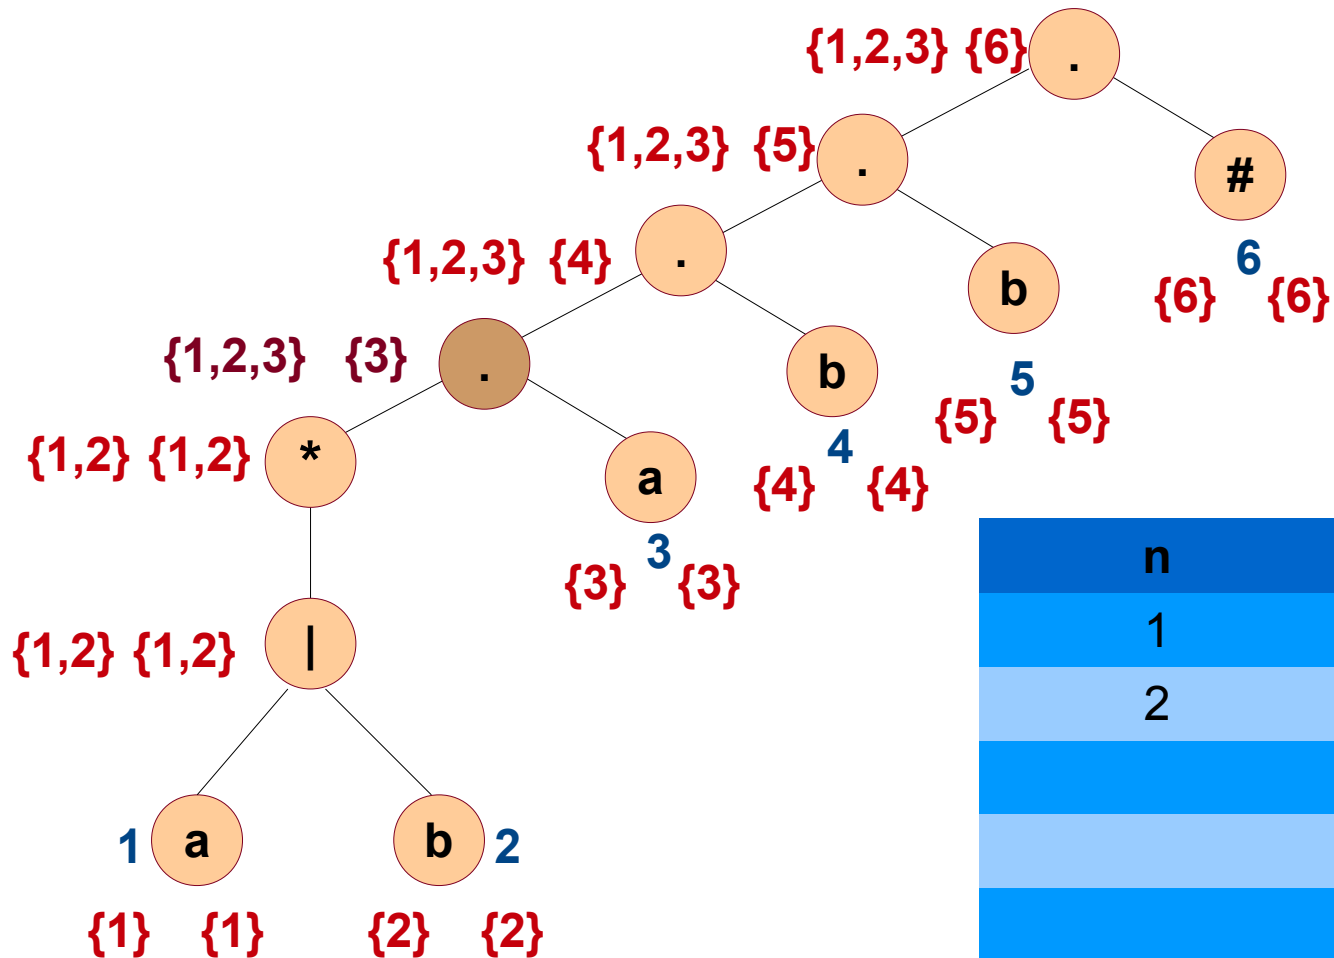 {1,2,3} {6} .
{1,2,3} {5} .
#
6
{6} {6}
{1,2,3} {4} .
b
5
{5} {5}
{1,2,3} {3} .
b
4
{4} {4}
{1,2} {1,2} *
a
3
{3} {3}
{1,2} {1,2} |
1 a
{1} {1}
b 2
{2} {2}
n
1
2